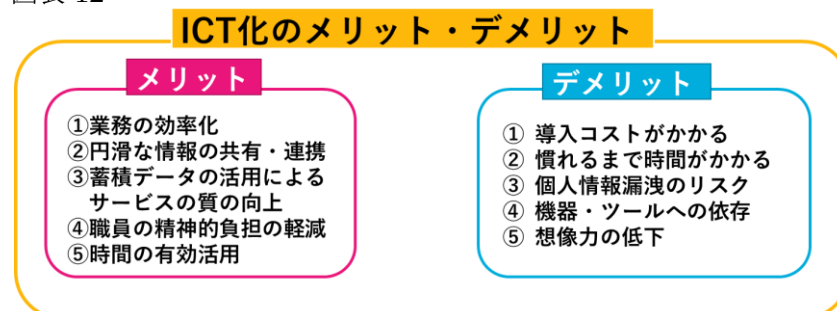 ICT化のメリット・デメリット
メリット
①業務の効率化
②円滑な情報の共有・連携
③蓄積データの活用による
サービスの質の向上
④職員の精神的負担の軽減
⑤時間の有効活用
デメリット
① 導入コストがかかる
② 慣れるまで時間がかかる
③ 個人情報漏洩のリスク
④ 機器・ツールへの依存
⑤ 想像力の低下